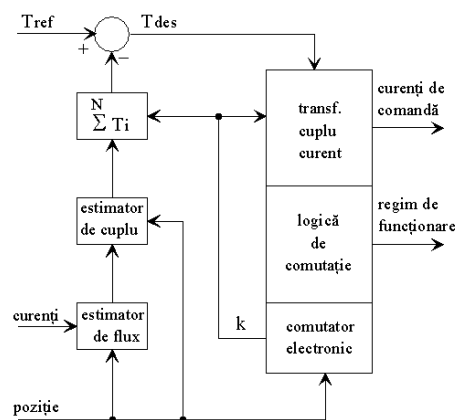 Tref
Tdes
+
−
N
Σ Ti
transf.
cuplu
curent
curenți de
comandă
estimator
de cuplu
logică
de
comutație
regim de
funcționare
curenți
estimator
de flux
k
comutator
electronic
poziție